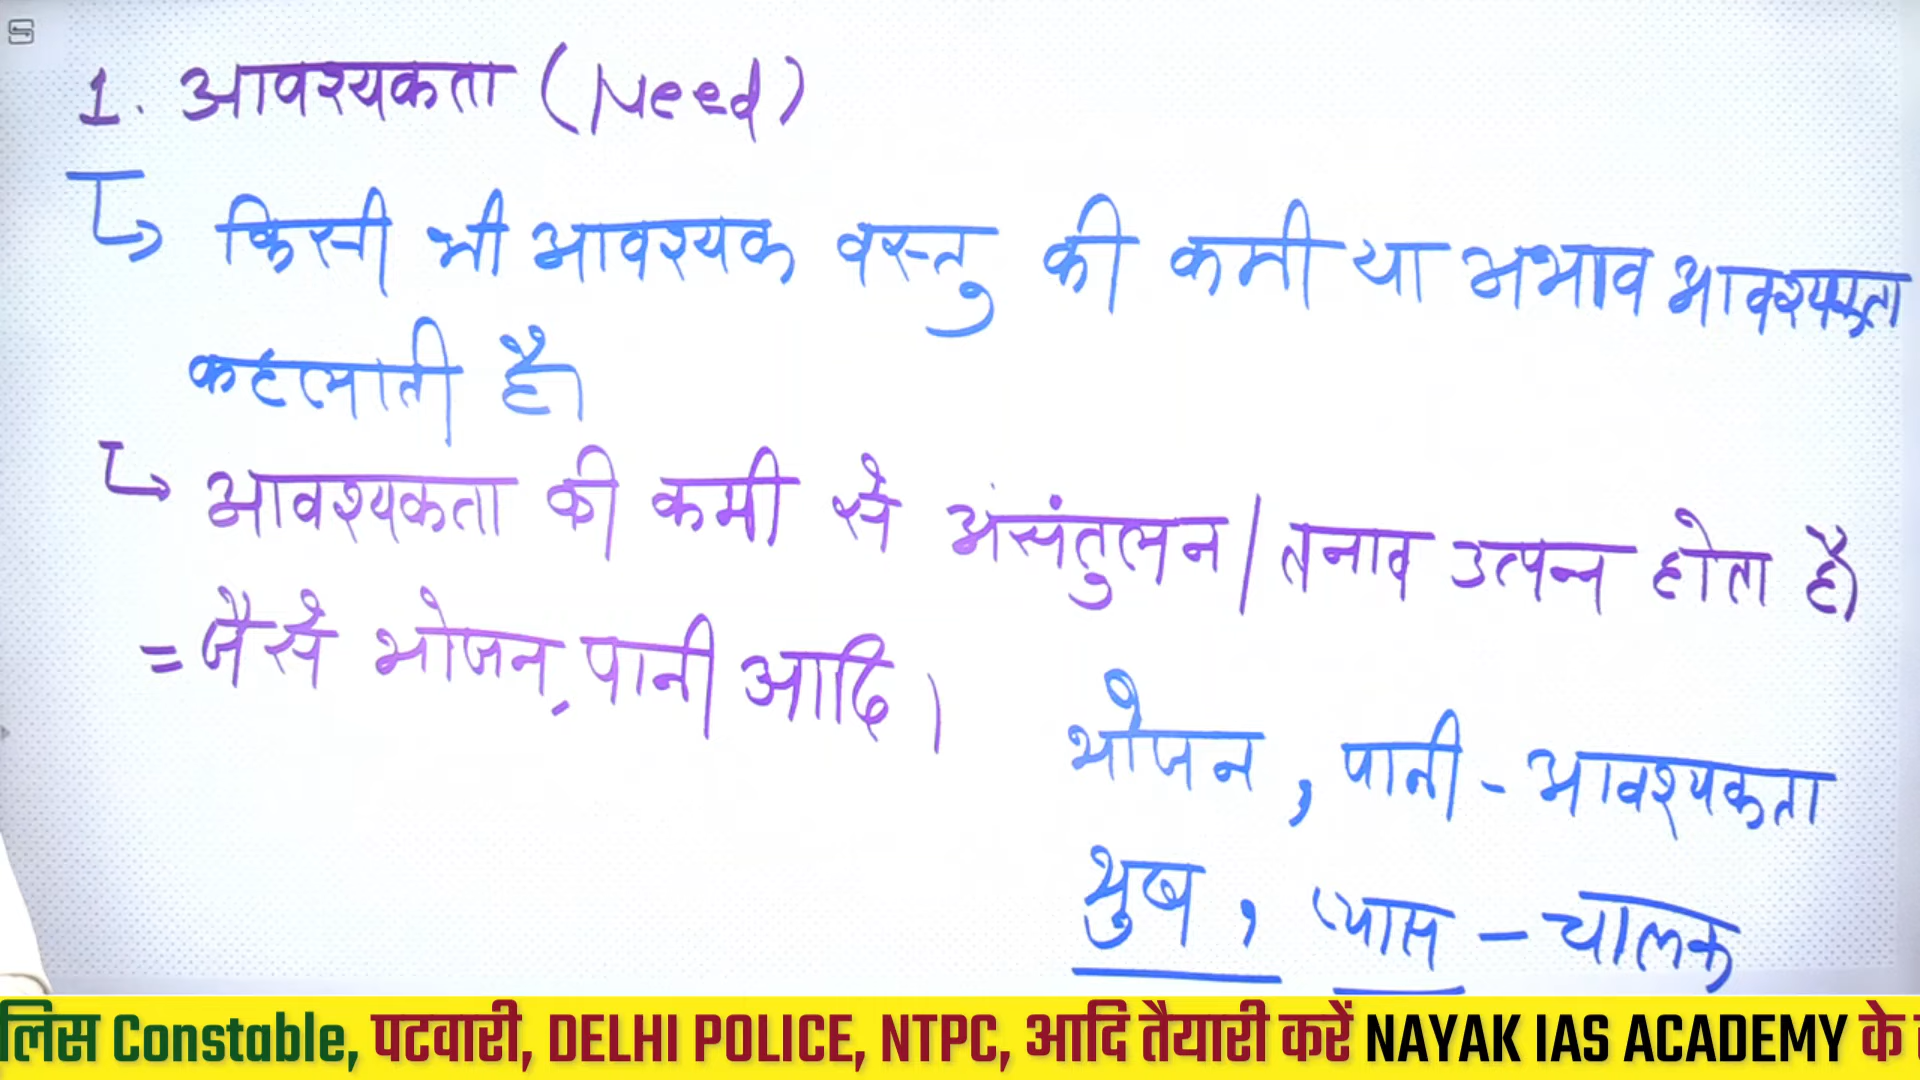 1. आवश्यकता (Need)
किसी भी आवश्यक वस्तु की कमी या अभाव आवश्यकता
कहलाती है।
आवश्यकता की कमी से असंतुलन/तनाव उत्पन्न होता है।
= जैसे भोजन, पानी आदि।
भोजन, पानी - आवश्यकता
भुख, प्यास - चालक
लिस Constable, पटवारी, DELHI POLICE, NTPC, आदि तैयारी करें NAYAK IAS ACADEMY के